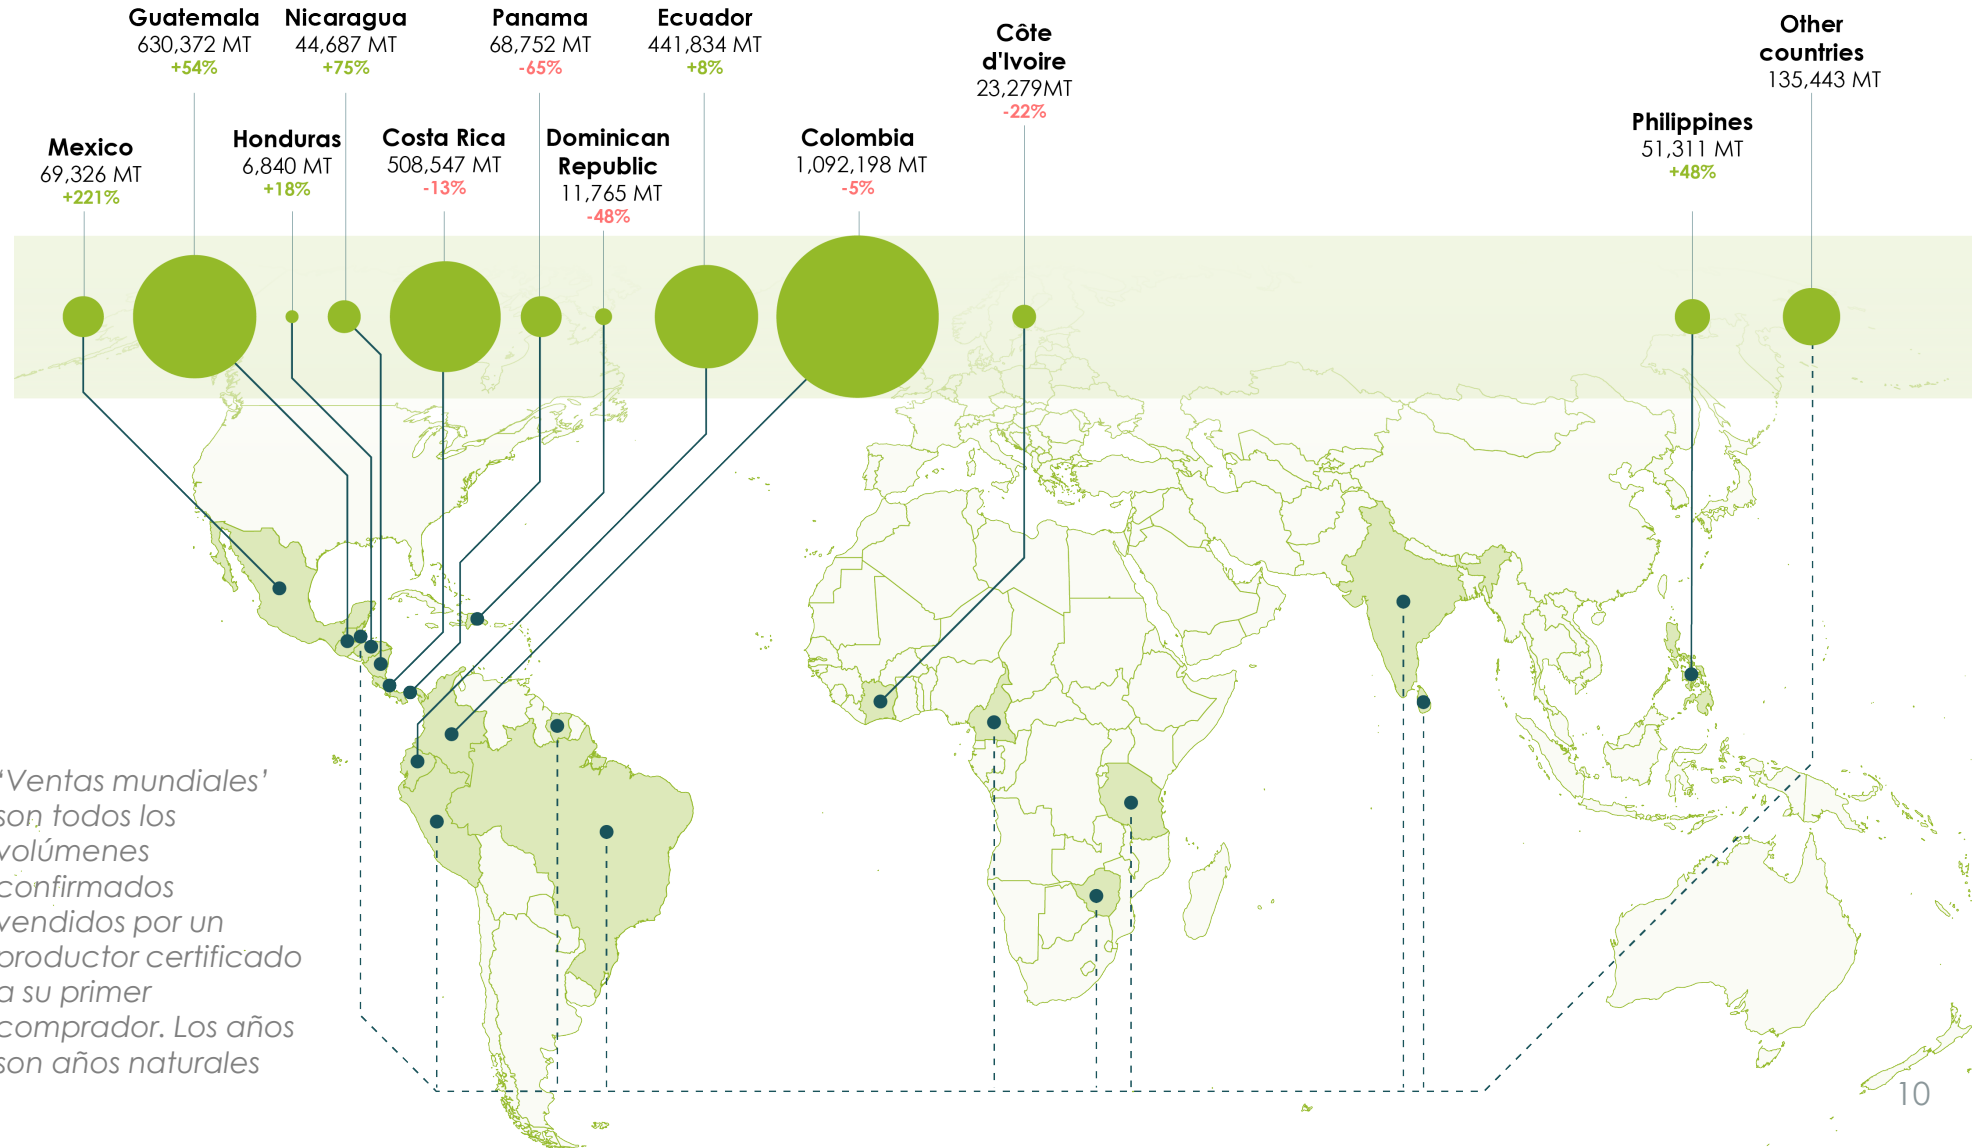 Guatemala
630,372 MT
+54%
Nicaragua
44,687 MT
+75%
Panama
68,752 MT
-65%
Ecuador
441,834 MT
+8%
Côte
d'Ivoire
23,279MT
-22%
Other
countries
135,443 MT
Mexico
69,326 MT
+221%
Honduras
6,840 MT
+18%
Costa Rica
508,547 MT
-13%
Dominican
Republic
11,765 MT
-48%
Colombia
1,092,198 MT
-5%
Philippines
51,311 MT
+48%
‘Ventas mundiales’
son todos los
volúmenes
confirmados
vendidos por un
productor certificado
a su primer
comprador. Los años
son años naturales
10